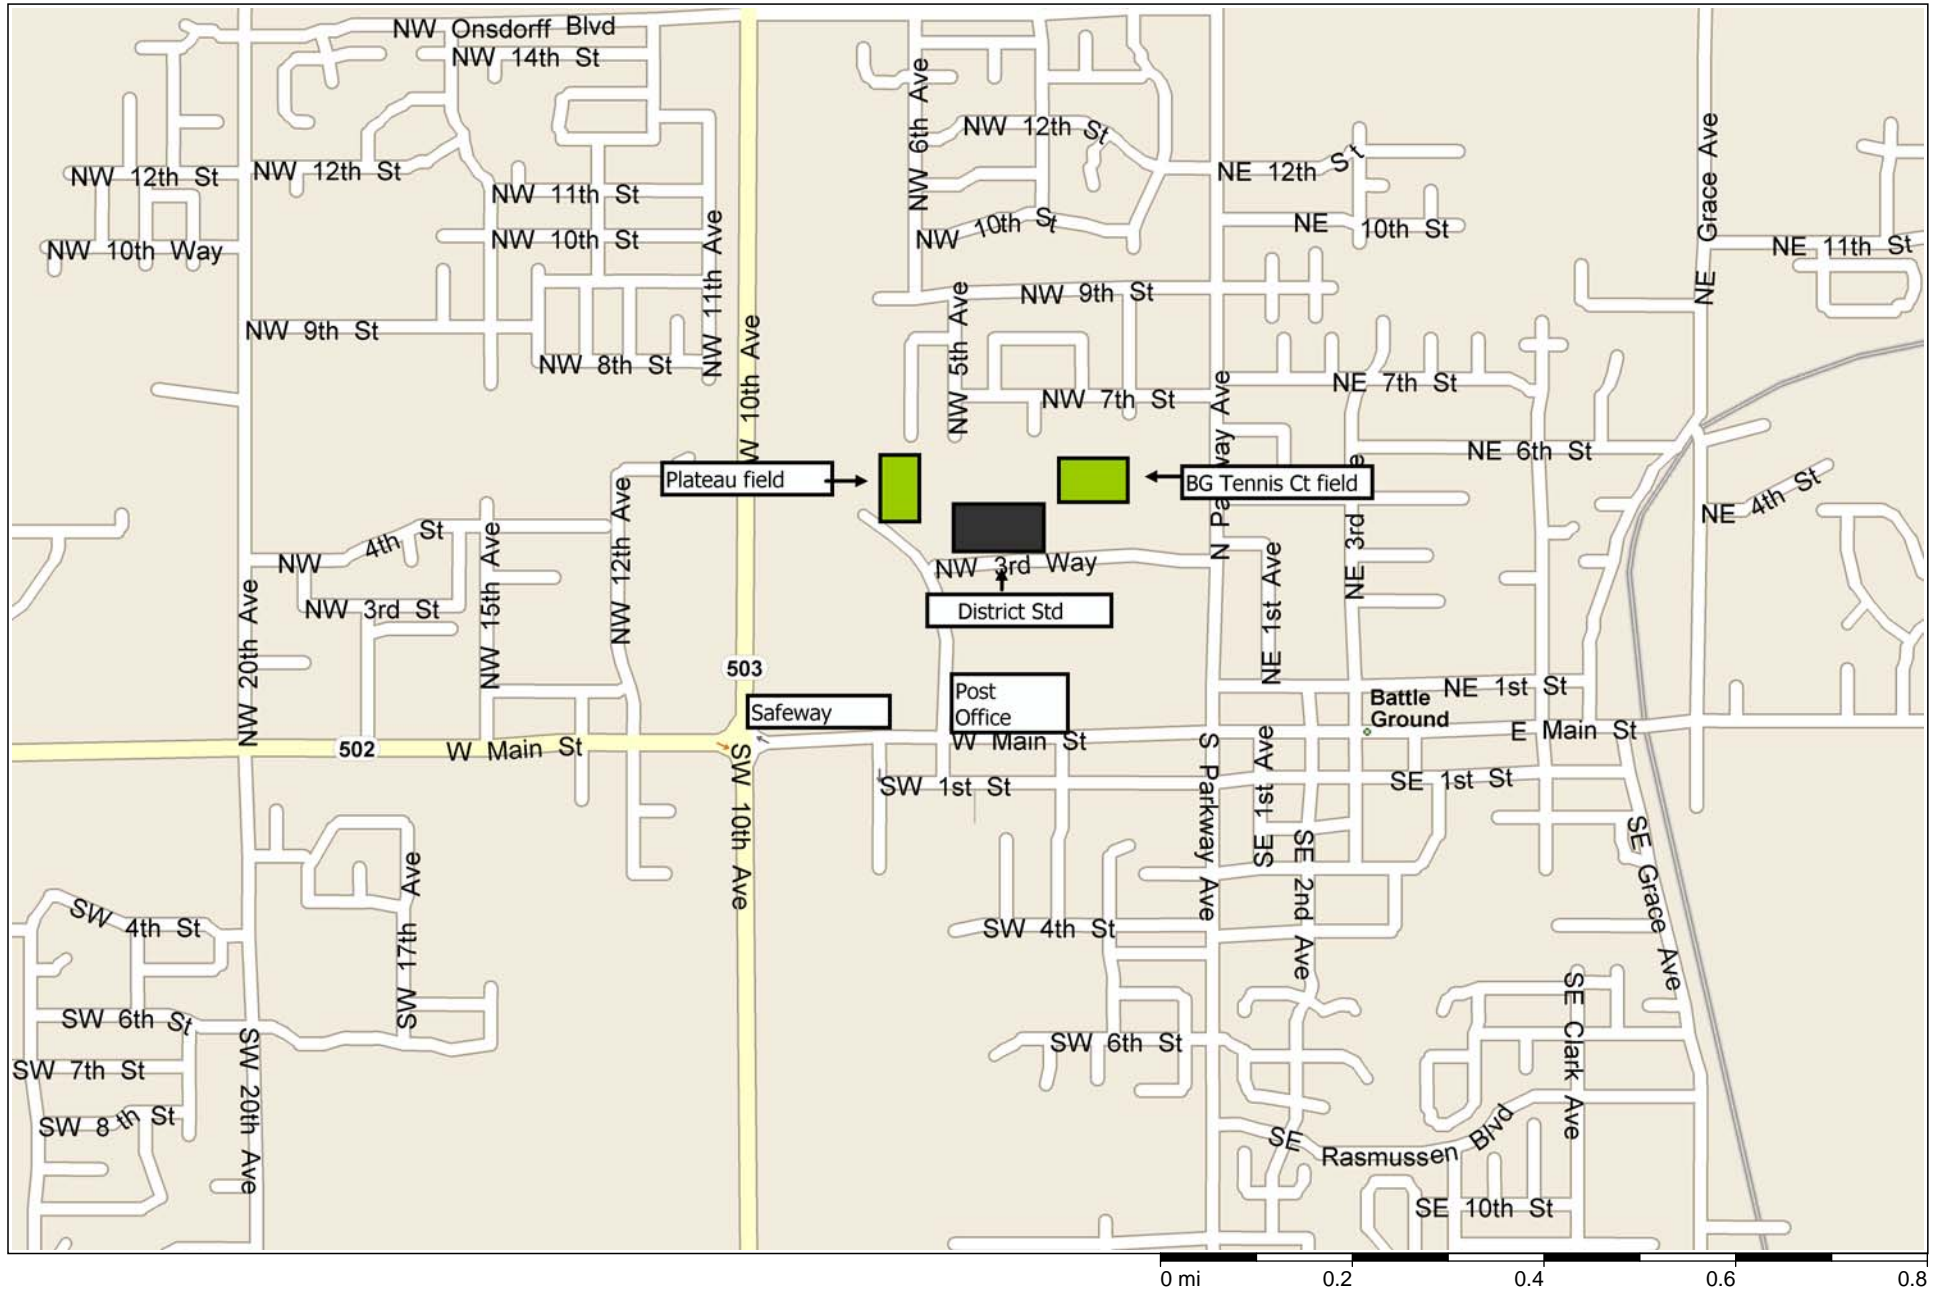 NW Onsdorff Blvd
NW 14th St
NW 6th Ave
NW 12th St
NE 12th St
NE Grace Ave
NW 12th St
NW 12th St
NW 11th St
NW 10th St
NE 10th St
NW 10th Way
NW 10th St
NW 11th Ave
NE 11th St
NW 9th St
NW 9th St
NW 5th Ave
NW 8th St
W 10th Ave
NW 7th St
NE 7th St
N Pa way Ave
NE 6th St
Plateau field
BG Tennis Ct field
NE 4th St
NW 4th St
NW 15th Ave
NW 12th Ave
NW 3rd Way
NE 1st Ave
NE 3rd e
NW 3rd St
District Std
NW 20th Ave
503
Safeway
Post
Office
NE 1st St
Battle
Ground
E Main St
502
W Main St
W Main St
SW 10th Ave
SW 1st St
S Parkway Ave
SE 1st Ave
SE 1st St
SE 2nd Ave
SE Grace Ave
SW 17th Ave
SW 4th St
SW 4th St
SW 6th St
SW 6th St
SE Clark Ave
SW 7th St
SW 20th Ave
SW 8 th St
SE Rasmussen Blvd
SE 10th St
0 mi 0.2 0.4 0.6 0.8